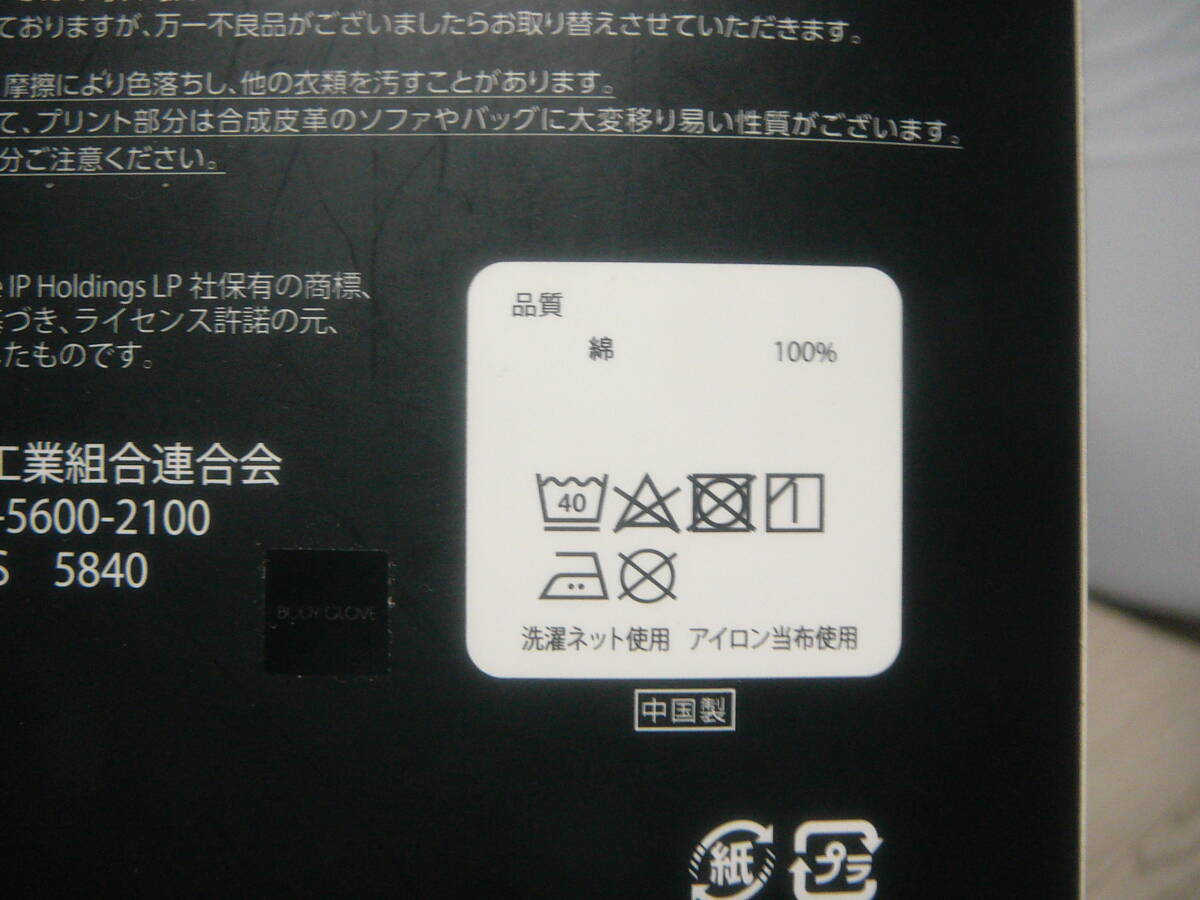 ておりますが、万一不良品がございましたらお取り替えさせていただきます。
摩擦により色落ちし、他の衣類を汚すことがあります。
て、プリント部分は合成皮革のソファやバッグに大変移り易い性質がございます。
分ご注意ください。
e IP Holdings LP 社保有の商標、
基づき、ライセンス許諾の元、
したものです。
工業組合連合会
-5600-2100
S 5840
BODY GLOVE
品質
綿 100%
40
洗濯ネット使用 アイロン当布使用
中国製
紙 プラ